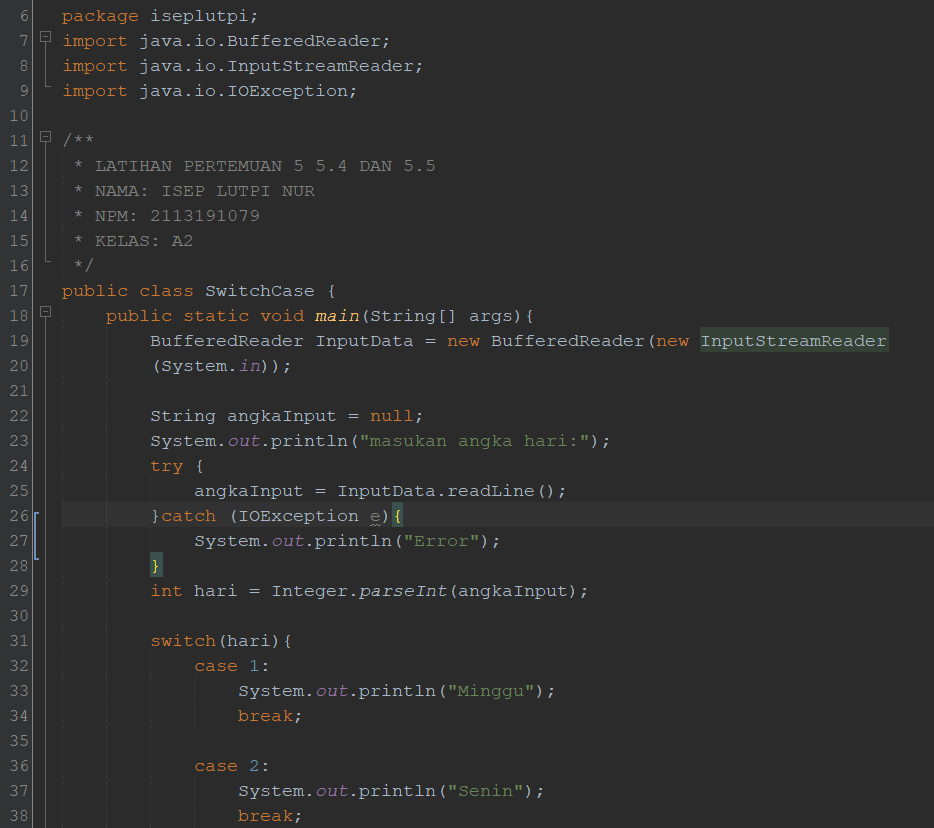 6 package iseplutpi;
7 import java.io.BufferedReader;
8 import java.io.InputStreamReader;
9 import java.io.IOException;
10
11 /**
12 * LATIHAN PERTEMUAN 5 5.4 DAN 5.5
13 * NAMA: ISEP LUTPI NUR
14 * NPM: 2113191079
15 * KELAS: A2
16 */
17 public class SwitchCase {
18 public static void main(String[] args){
19 BufferedReader InputData = new BufferedReader(new InputStreamReader
20 (System.in));
21
22 String angkaInput = null;
23 System.out.println("masukan angka hari:");
24 try {
25 angkaInput = InputData.readLine();
26 }catch (IOException e){
27 System.out.println("Error");
28 }
29 int hari = Integer.parseInt(angkaInput);
30
31 switch(hari){
32 case 1:
33 System.out.println("Minggu");
34 break;
35
36 case 2:
37 System.out.println("Senin");
38 break;